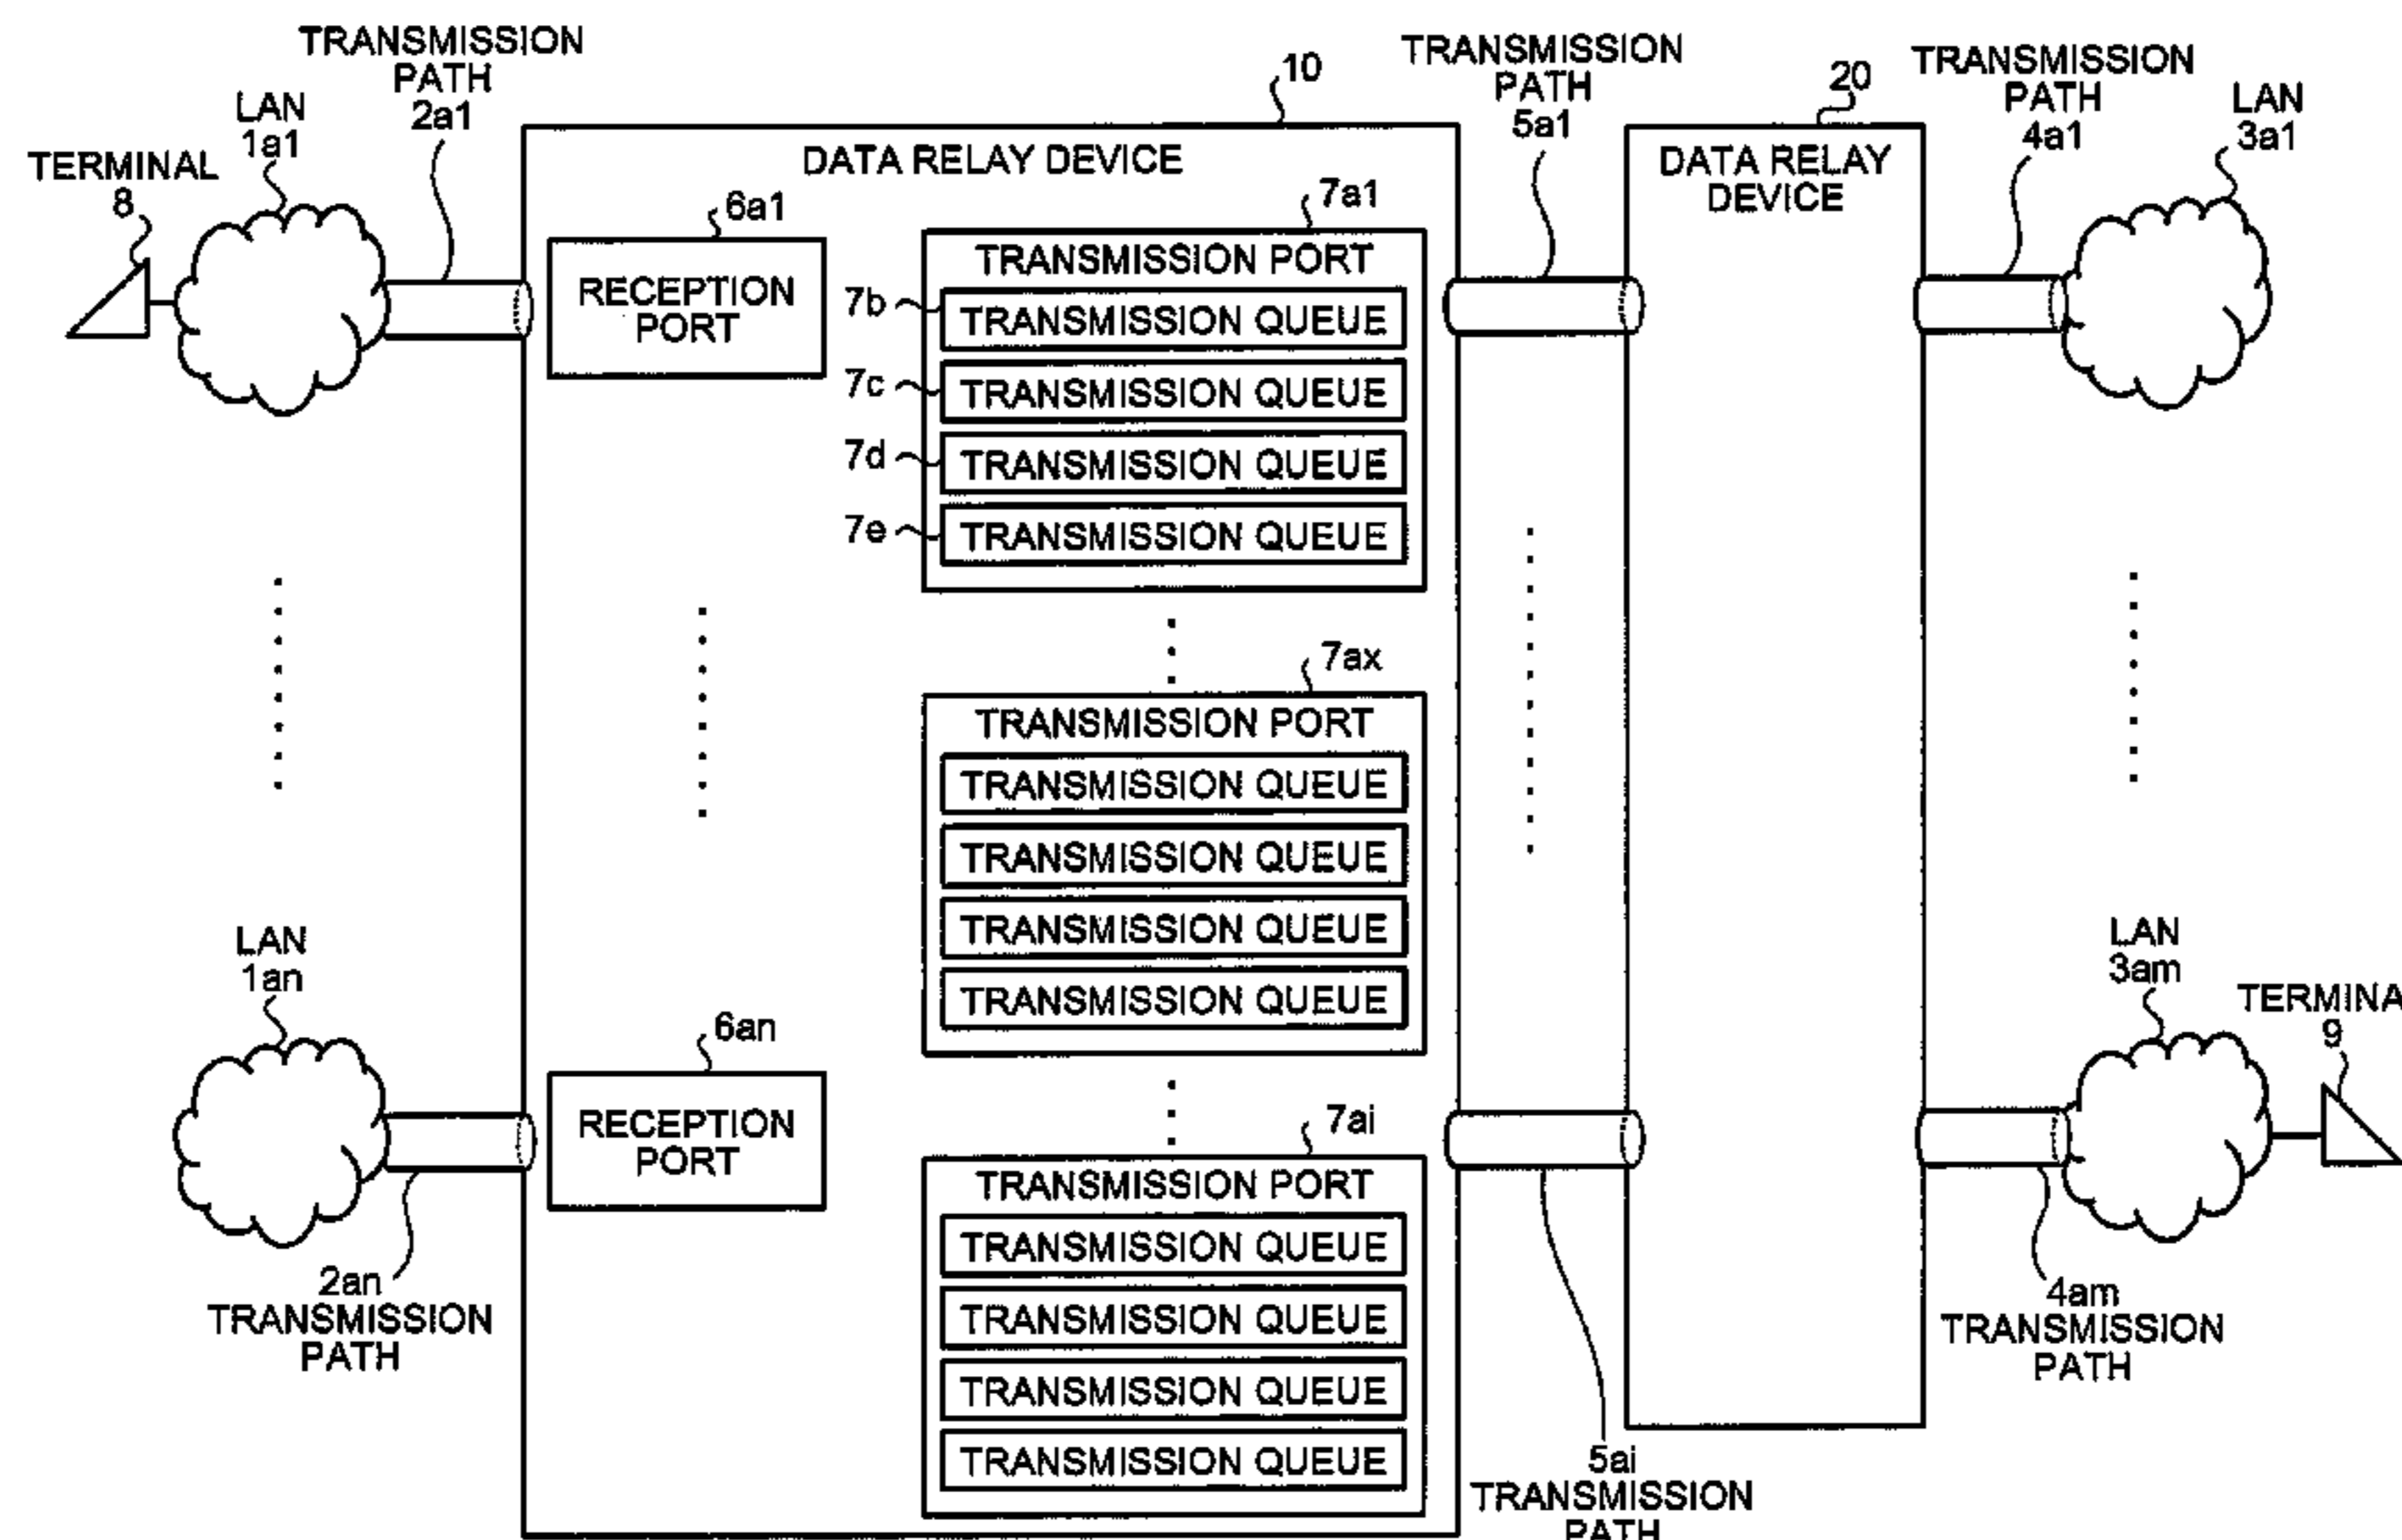 TRANSMISSION
PATH
2a1
LAN
1a1
TERMINAL
8
10
DATA RELAY DEVICE
6a1
RECEPTION
PORT
7a1
TRANSMISSION PORT
7b
TRANSMISSION QUEUE
7c
TRANSMISSION QUEUE
7d
TRANSMISSION QUEUE
7e
TRANSMISSION QUEUE
7ax
TRANSMISSION PORT
TRANSMISSION QUEUE
TRANSMISSION QUEUE
TRANSMISSION QUEUE
TRANSMISSION QUEUE
LAN
1an
2an
TRANSMISSION
PATH
6an
RECEPTION
PORT
7ai
TRANSMISSION PORT
TRANSMISSION QUEUE
TRANSMISSION QUEUE
TRANSMISSION QUEUE
TRANSMISSION QUEUE
TRANSMISSION
PATH
5a1
20
DATA RELAY
DEVICE
TRANSMISSION
PATH
4a1
LAN
3a1
LAN
3am
TERMINA
9
4am
TRANSMISSION
PATH
5ai
TRANSMISSION
PATH